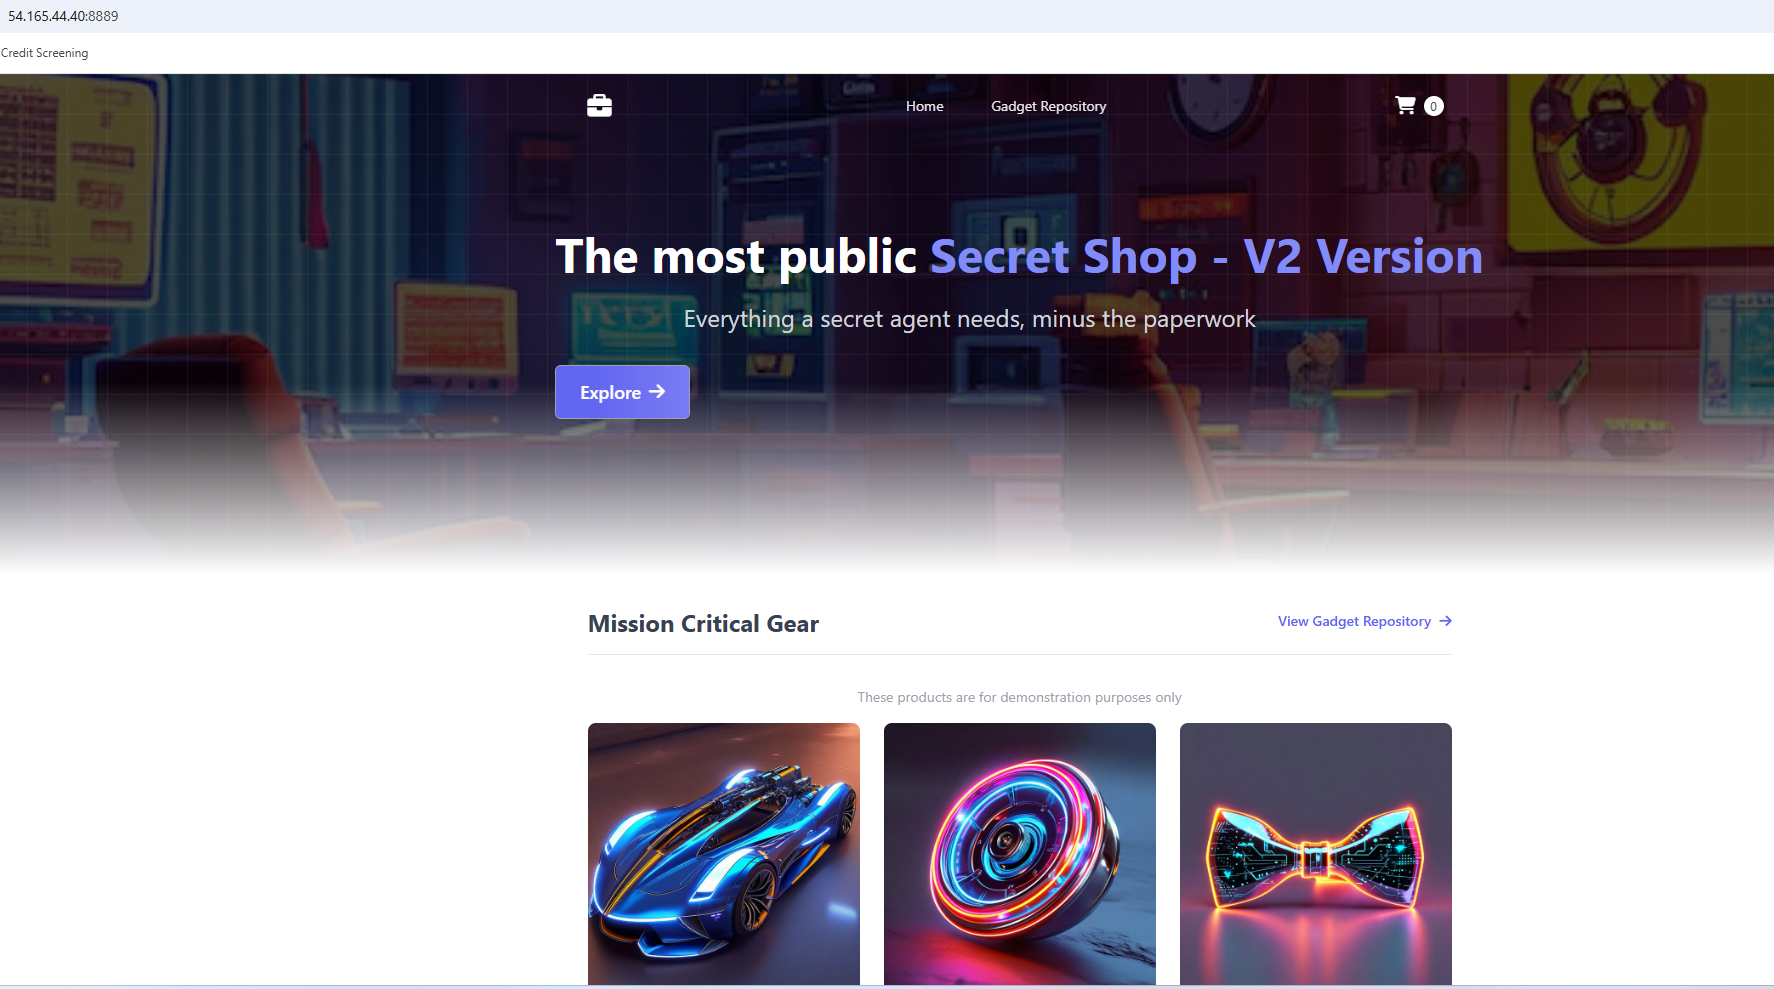 54.165.44.40:8889
Credit Screening
Home
Gadget Repository
0
The most public Secret Shop - V2 Version
Everything a secret agent needs, minus the paperwork
Explore
Mission Critical Gear
View Gadget Repository
These products are for demonstration purposes only